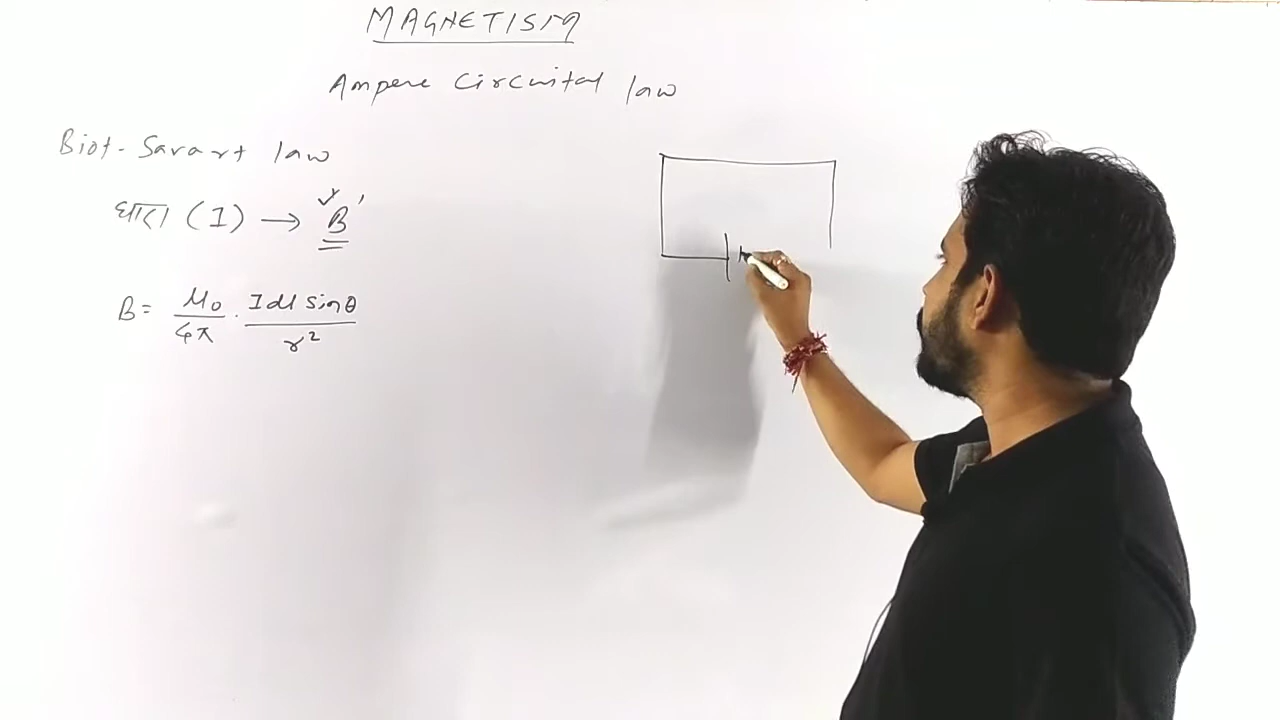 MAGNETISM
Ampere Circuital law
Biot-Savart law
धारा (I) → B
B = μ0/4π · Idl sinθ/r²